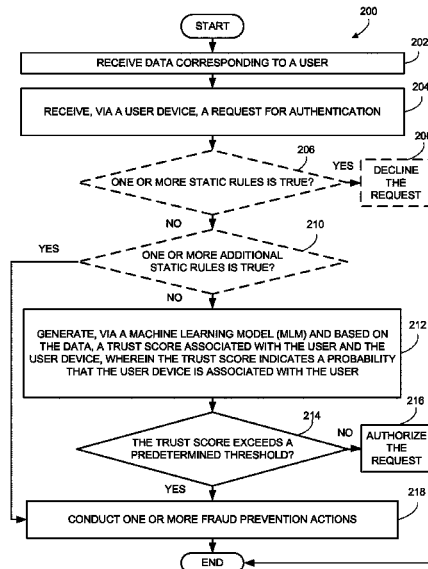 200
START
RECEIVE DATA CORRESPONDING TO A USER
202
RECEIVE, VIA A USER DEVICE, A REQUEST FOR AUTHENTICATION
204
ONE OR MORE STATIC RULES IS TRUE?
206
YES
208
DECLINE
THE
REQUEST
NO
YES
ONE OR MORE ADDITIONAL
STATIC RULES IS TRUE?
210
NO
GENERATE, VIA A MACHINE LEARNING MODEL (MLM) AND BASED ON
THE DATA, A TRUST SCORE ASSOCIATED WITH THE USER AND THE
USER DEVICE, WHEREIN THE TRUST SCORE INDICATES A PROBABILITY
THAT THE USER DEVICE IS ASSOCIATED WITH THE USER
212
THE TRUST SCORE EXCEEDS A
PREDETERMINED THRESHOLD?
214
NO
216
AUTHORIZE
THE
REQUEST
YES
CONDUCT ONE OR MORE FRAUD PREVENTION ACTIONS
218
END